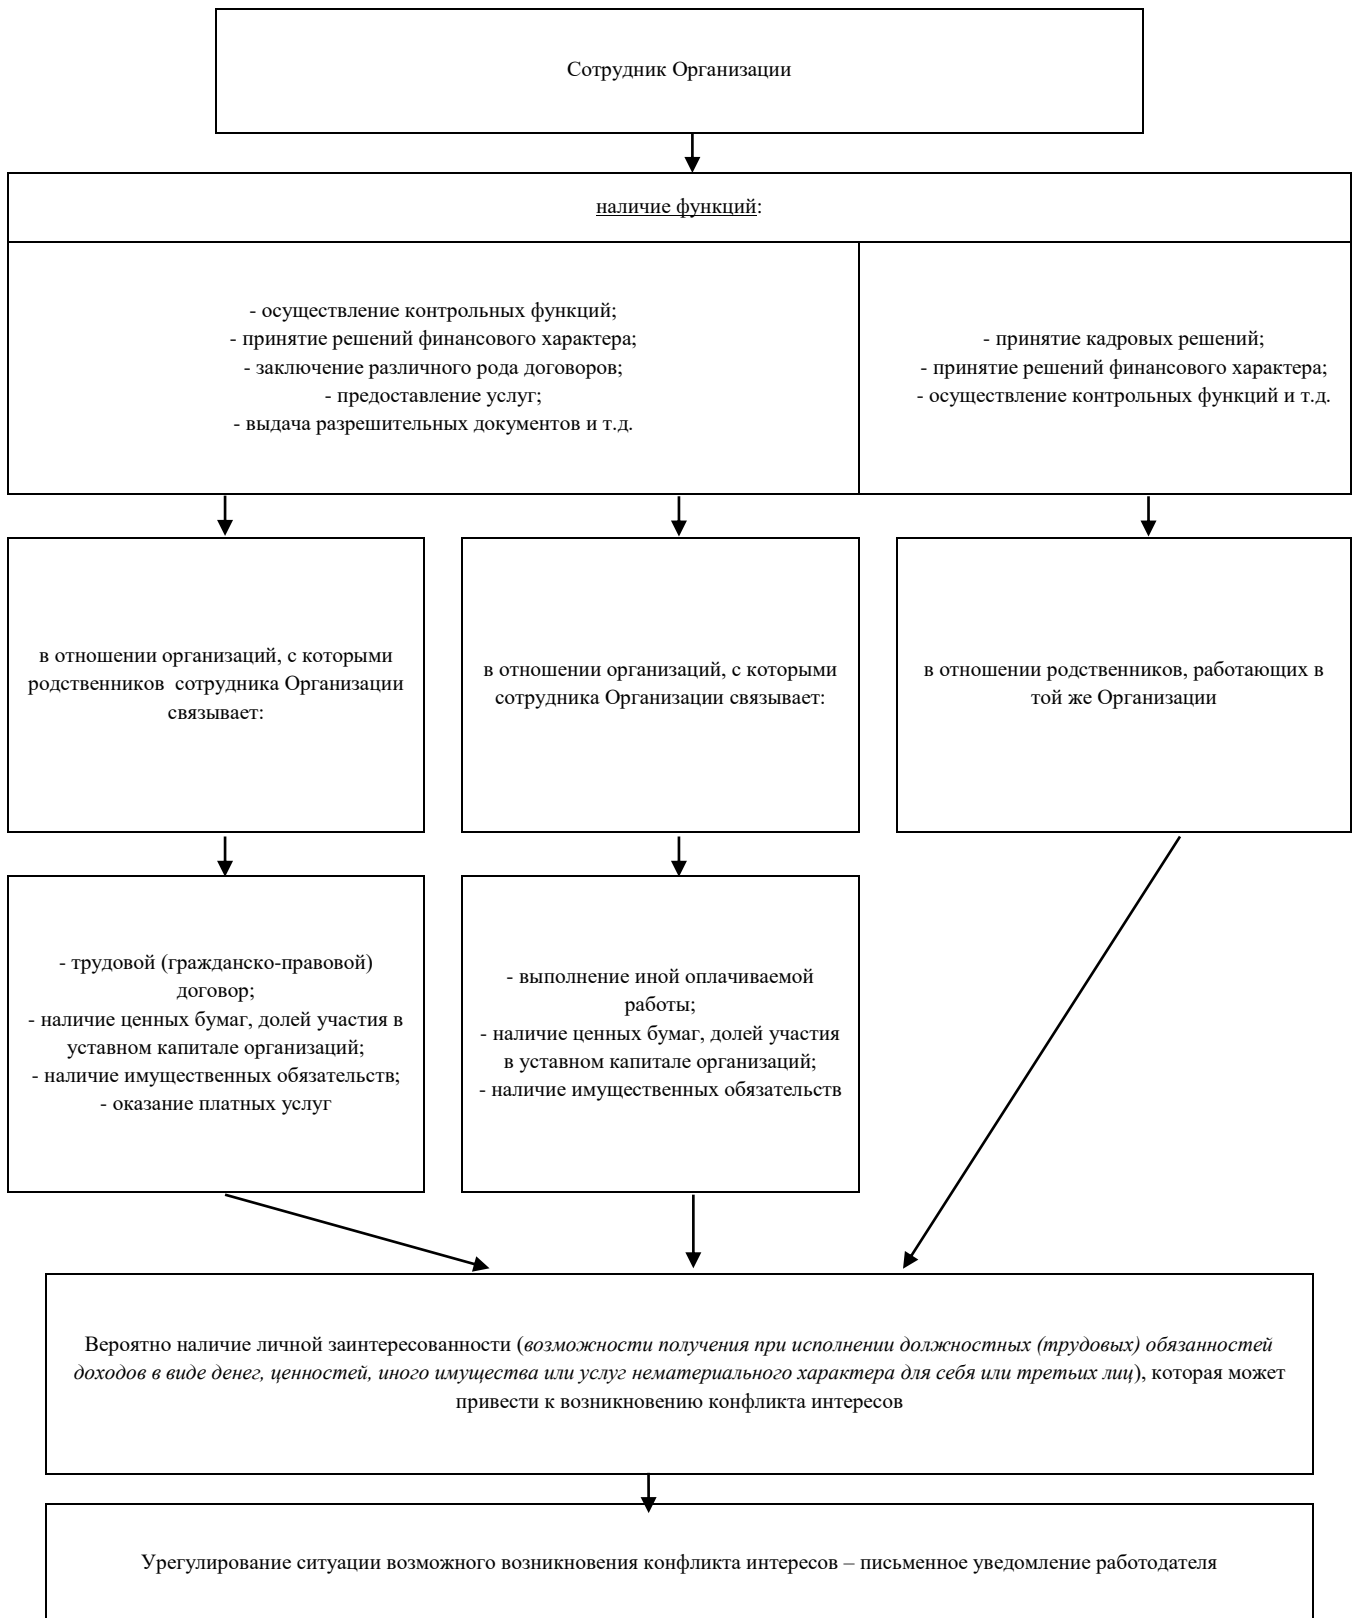 Сотрудник Организации
наличие функций:
- осуществление контрольных функций;
- принятие решений финансового характера;
- заключение различного рода договоров;
- предоставление услуг;
- выдача разрешительных документов и т.д.
- принятие кадровых решений;
- принятие решений финансового характера;
- осуществление контрольных функций и т.д.
в отношении организаций, с которыми
родственников  сотрудника Организации
связывает:
в отношении организаций, с которыми
сотрудника Организации связывает:
в отношении родственников, работающих в
той же Организации
- трудовой (гражданско-правовой)
договор;
- наличие ценных бумаг, долей участия в
уставном капитале организаций;
- наличие имущественных обязательств;
- оказание платных услуг
- выполнение иной оплачиваемой
работы;
- наличие ценных бумаг, долей участия
в уставном капитале организаций;
- наличие имущественных обязательств
Вероятно наличие личной заинтересованности (возможности получения при исполнении должностных (трудовых) обязанностей
доходов в виде денег, ценностей, иного имущества или услуг нематериального характера для себя или третьих лиц), которая может
привести к возникновению конфликта интересов
Урегулирование ситуации возможного возникновения конфликта интересов – письменное уведомление работодателя